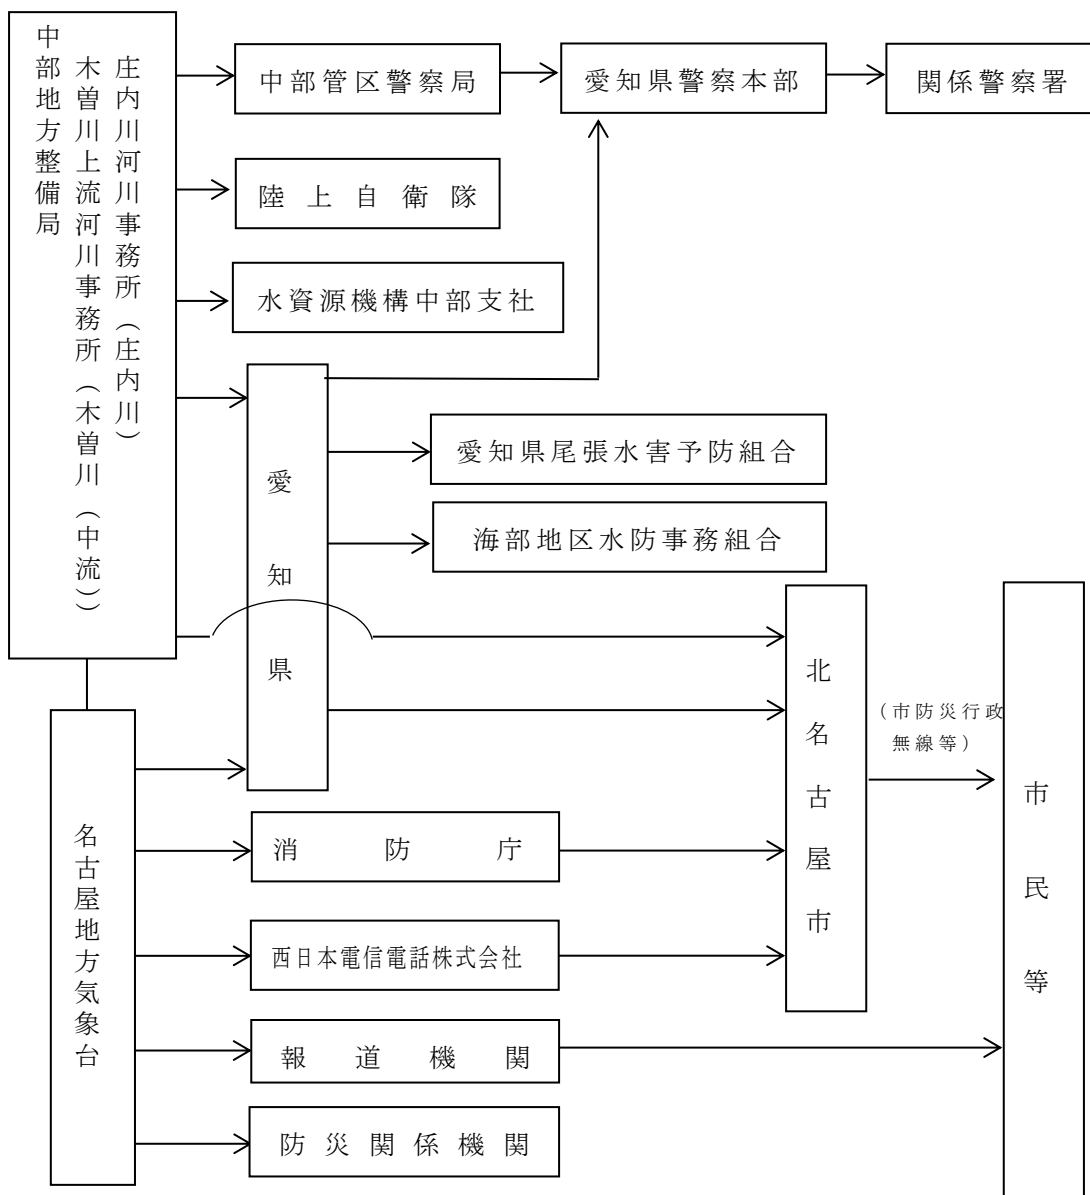 中部地方整備局
木曽川上流河川事務所（木曽川（中流））
庄内川河川事務所（庄内川）
中部管区警察局
愛知県警察本部
関係警察署
陸上自衛隊
水資源機構中部支社
愛知県
愛知県尾張水害予防組合
海部地区水防事務組合
北名古屋市
（市防災行政
無線等）
市民等
名古屋地方気象台
消防庁
西日本電信電話株式会社
報道機関
防災関係機関